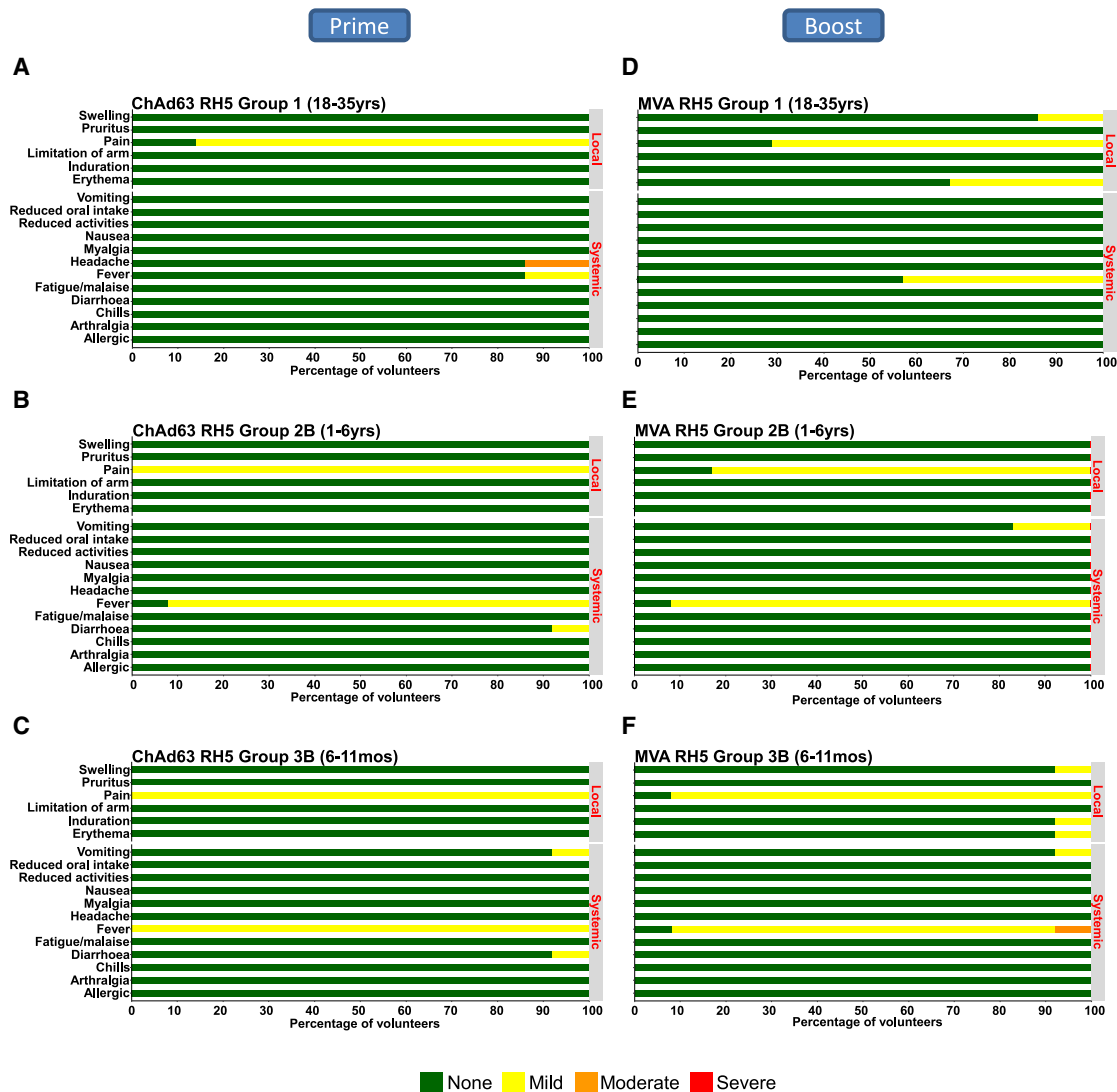 Prime
Boost
A
ChAd63 RH5 Group 1 (18-35yrs)
Swelling
Pruritus
Pain
Limitation of arm
Induration
Erythema
Local
Vomiting
Reduced oral intake
Reduced activities
Nausea
Myalgia
Headache
Fever
Fatigue/malaise
Diarrhoea
Chills
Arthralgia
Allergic
Systemic
0 10 20 30 40 50 60 70 80 90 100
Percentage of volunteers
D
MVA RH5 Group 1 (18-35yrs)
Local
Systemic
0 10 20 30 40 50 60 70 80 90 100
Percentage of volunteers
B
ChAd63 RH5 Group 2B (1-6yrs)
Swelling
Pruritus
Pain
Limitation of arm
Induration
Erythema
Local
Vomiting
Reduced oral intake
Reduced activities
Nausea
Myalgia
Headache
Fever
Fatigue/malaise
Diarrhoea
Chills
Arthralgia
Allergic
Systemic
0 10 20 30 40 50 60 70 80 90 100
Percentage of volunteers
E
MVA RH5 Group 2B (1-6yrs)
Local
Systemic
0 10 20 30 40 50 60 70 80 90 100
Percentage of volunteers
C
ChAd63 RH5 Group 3B (6-11mos)
Swelling
Pruritus
Pain
Limitation of arm
Induration
Erythema
Local
Vomiting
Reduced oral intake
Reduced activities
Nausea
Myalgia
Headache
Fever
Fatigue/malaise
Diarrhoea
Chills
Arthralgia
Allergic
Systemic
0 10 20 30 40 50 60 70 80 90 100
Percentage of volunteers
F
MVA RH5 Group 3B (6-11mos)
Local
Systemic
0 10 20 30 40 50 60 70 80 90 100
Percentage of volunteers
None Mild Moderate Severe